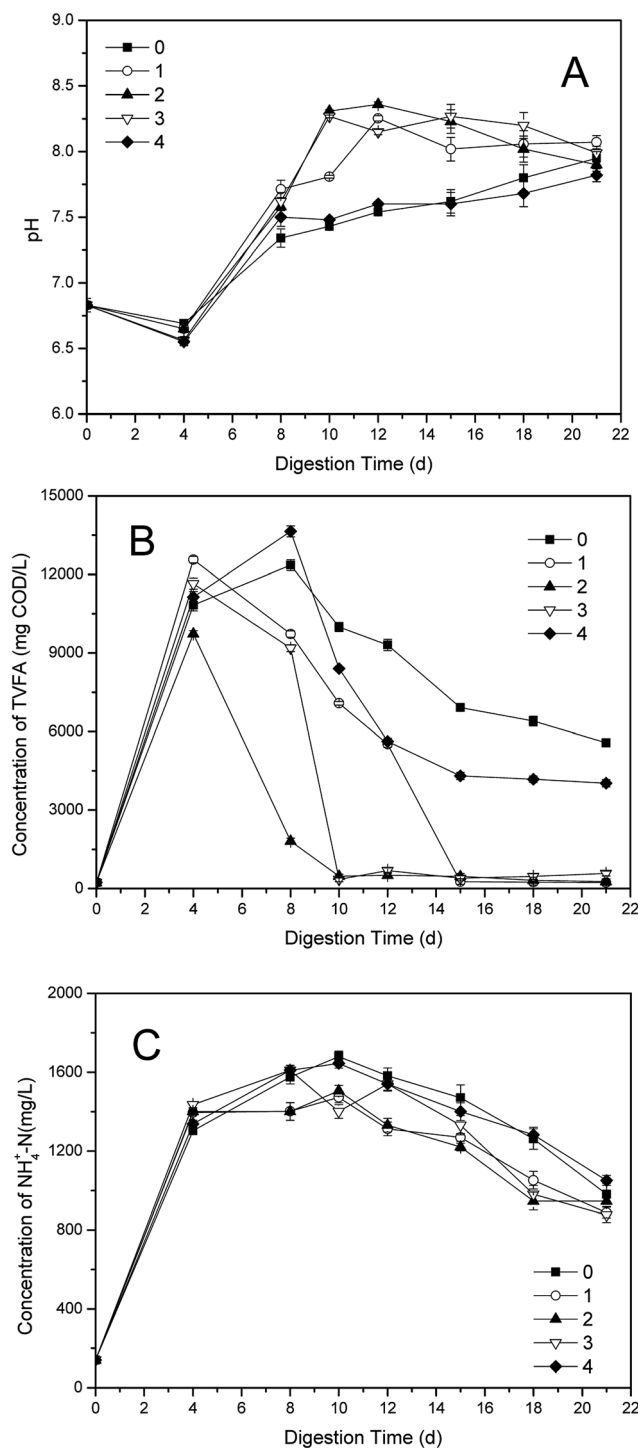 A
0
1
2
3
4
pH
9.0
8.5
8.0
7.5
7.0
6.5
6.0
0 2 4 6 8 10 12 14 16 18 20 22
Digestion Time (d)
B
0
1
2
3
4
Concentration of TVFA (mg COD/L)
15000
12000
9000
6000
3000
0
0 2 4 6 8 10 12 14 16 18 20 22
Digestion Time (d)
C
Concentration of NH₄⁺-N(mg/L)
2000
1600
1200
800
400
0
0
1
2
3
4
0 2 4 6 8 10 12 14 16 18 20 22
Digestion Time (d)